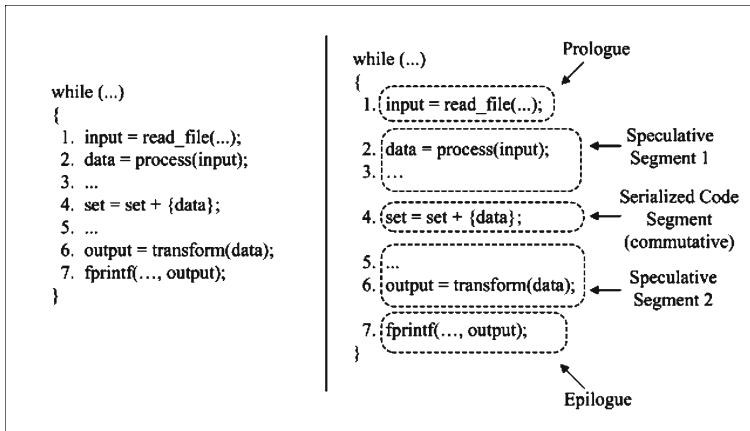 while (...)
{
1. input = read_file(...);
2. data = process(input);
3. ...
4. set = set + {data};
5. ...
6. output = transform(data);
7. fprintf(..., output);
}
while (...)
{
1. input = read_file(...);
2. data = process(input);
3. ...
4. set = set + {data};
5. ...
6. output = transform(data);
7. fprintf(..., output);
}
Prologue
Speculative
Segment 1
Serialized Code
Segment
(commutative)
Speculative
Segment 2
Epilogue